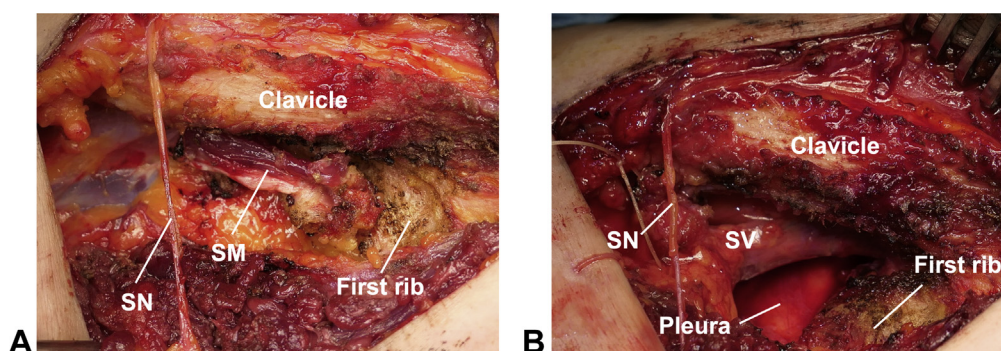 Clavicle
SM
First rib
SN
A
Clavicle
SN
SV
First rib
Pleura
B